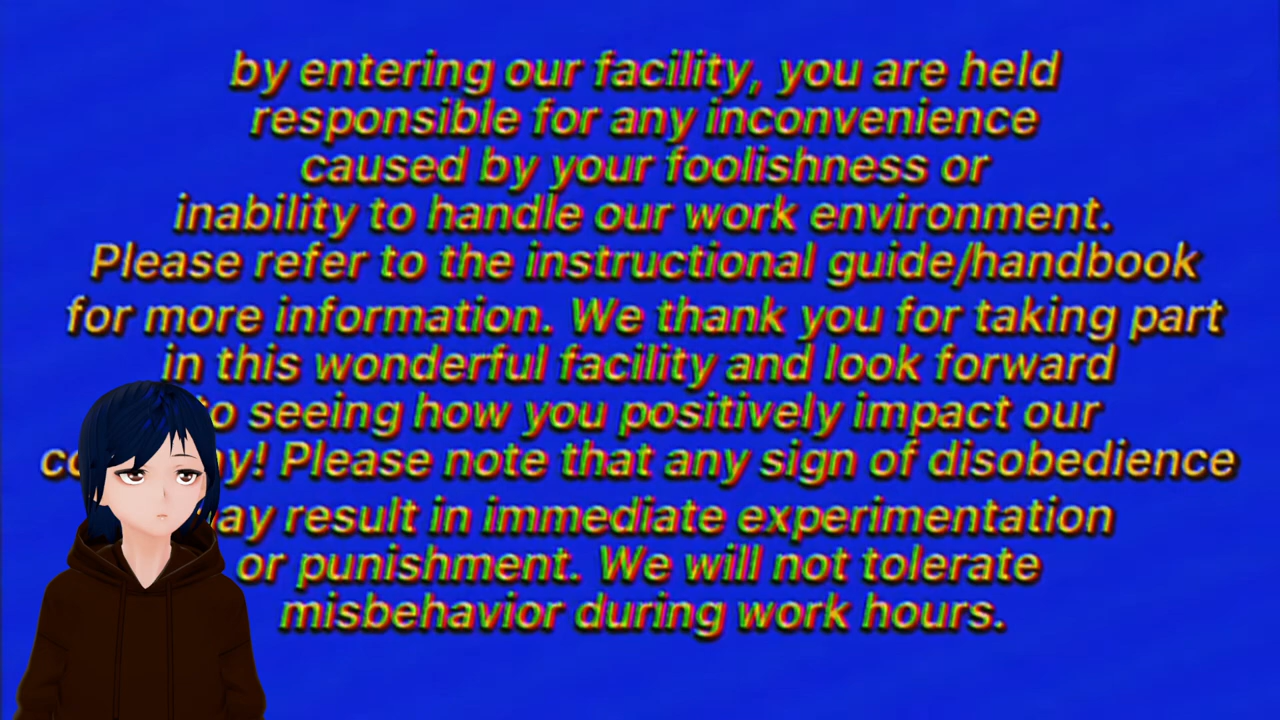 by entering our facility, you are held
responsible for any inconvenience
caused by your foolishness or
inability to handle our work environment.
Please refer to the instructional guide/handbook
for more information. We thank you for taking part
in this wonderful facility and look forward
to seeing how you positively impact our
Please note that any sign of disobedience
result in immediate experimentation
or punishment. We will not tolerate
misbehavior during work hours.